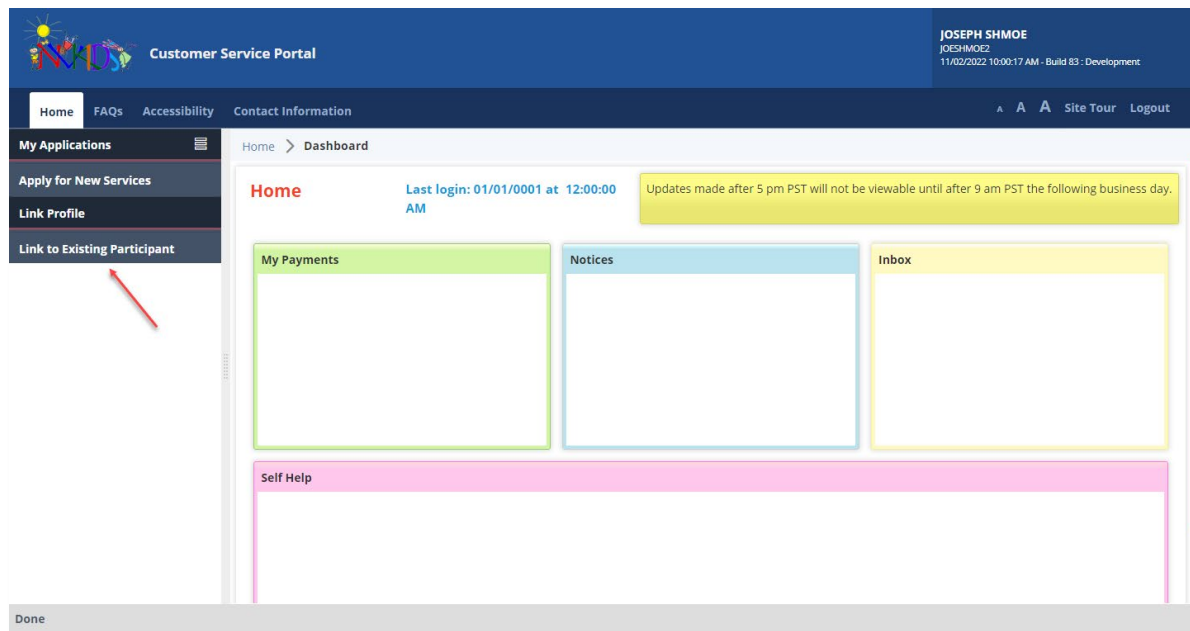 NVKIDS
Customer Service Portal
JOSEPH SHMOE
JOESHMOE2
11/02/2022 10:00:17 AM - Build 83 : Development
Home FAQs Accessibility Contact Information
A A A Site Tour Logout
My Applications
Apply for New Services
Link Profile
Link to Existing Participant
Home > Dashboard
Home
Last login: 01/01/0001 at 12:00:00
AM
Updates made after 5 pm PST will not be viewable until after 9 am PST the following business day.
My Payments
Notices
Inbox
Self Help
Done